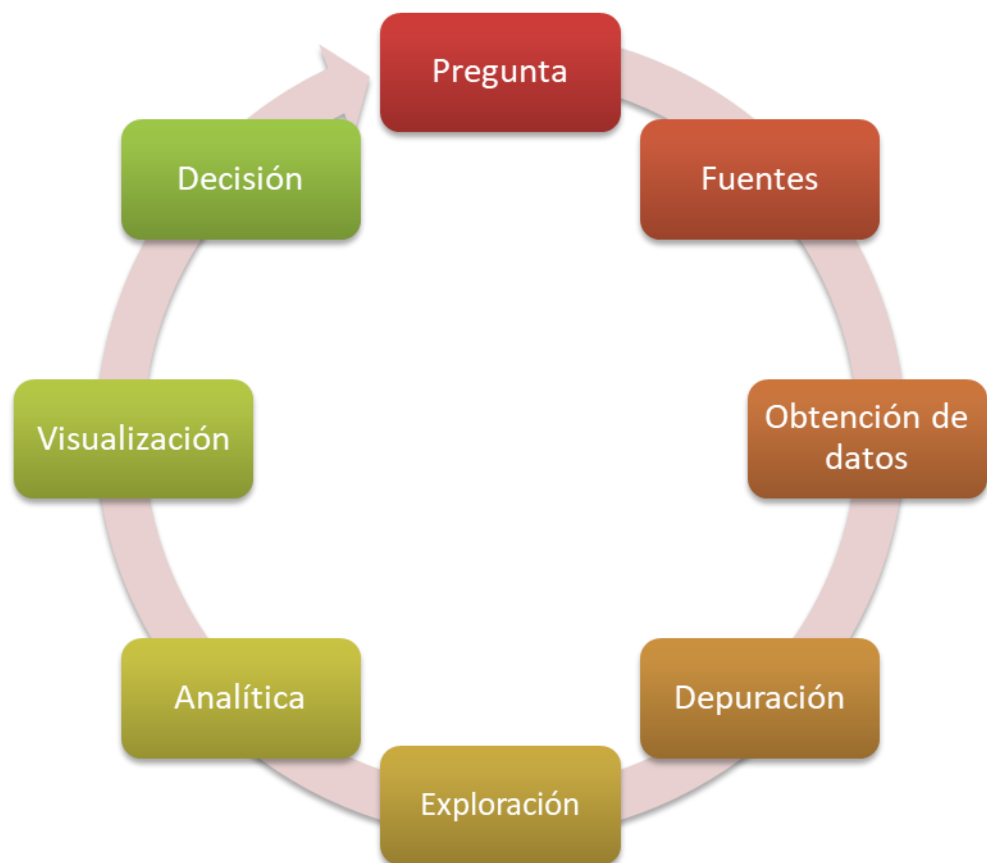 Pregunta
Fuentes
Obtención de
datos
Depuración
Exploración
Analítica
Visualización
Decisión